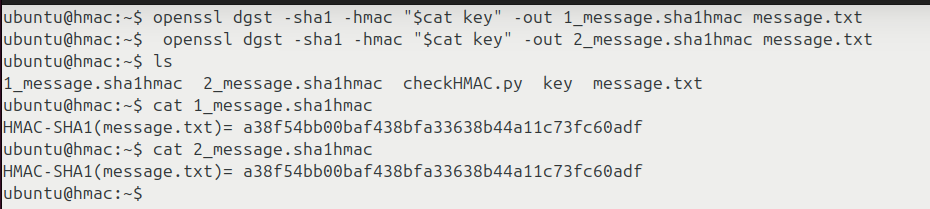 ubuntu@hmac:~$ openssl dgst -sha1 -hmac "$cat key" -out 1_message.sha1hmac message.txt
ubuntu@hmac:~$  openssl dgst -sha1 -hmac "$cat key" -out 2_message.sha1hmac message.txt
ubuntu@hmac:~$ ls
1_message.sha1hmac  2_message.sha1hmac  checkHMAC.py  key  message.txt
ubuntu@hmac:~$ cat 1_message.sha1hmac
HMAC-SHA1(message.txt)= a38f54bb00baf438bfa33638b44a11c73fc60adf
ubuntu@hmac:~$ cat 2_message.sha1hmac
HMAC-SHA1(message.txt)= a38f54bb00baf438bfa33638b44a11c73fc60adf
ubuntu@hmac:~$